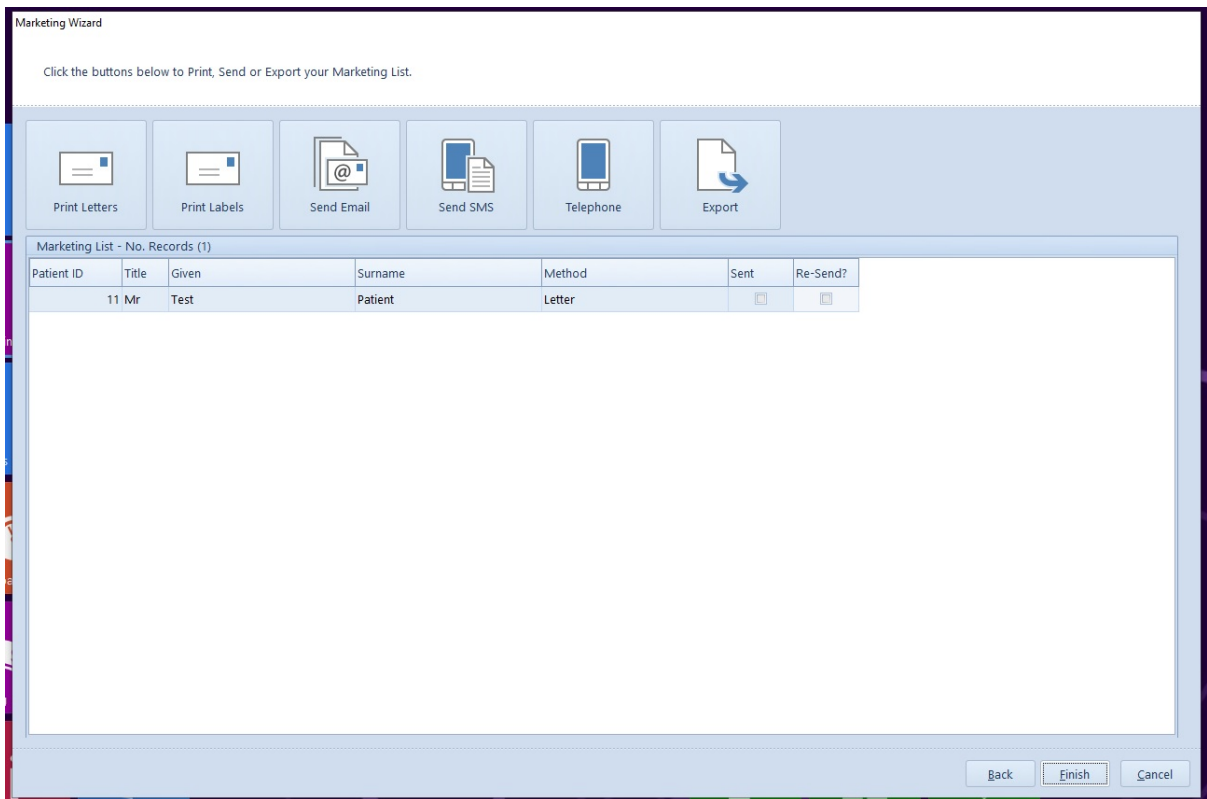 Marketing Wizard
Click the buttons below to Print, Send or Export your Marketing List.
@
Print Letters Print Labels Send Email Send SMS Telephone Export
Marketing List - No. Records (1)
Patient ID Title Given Surname Method Sent Re-Send?
11 Mr Test Patient Letter
Back Finish Cancel